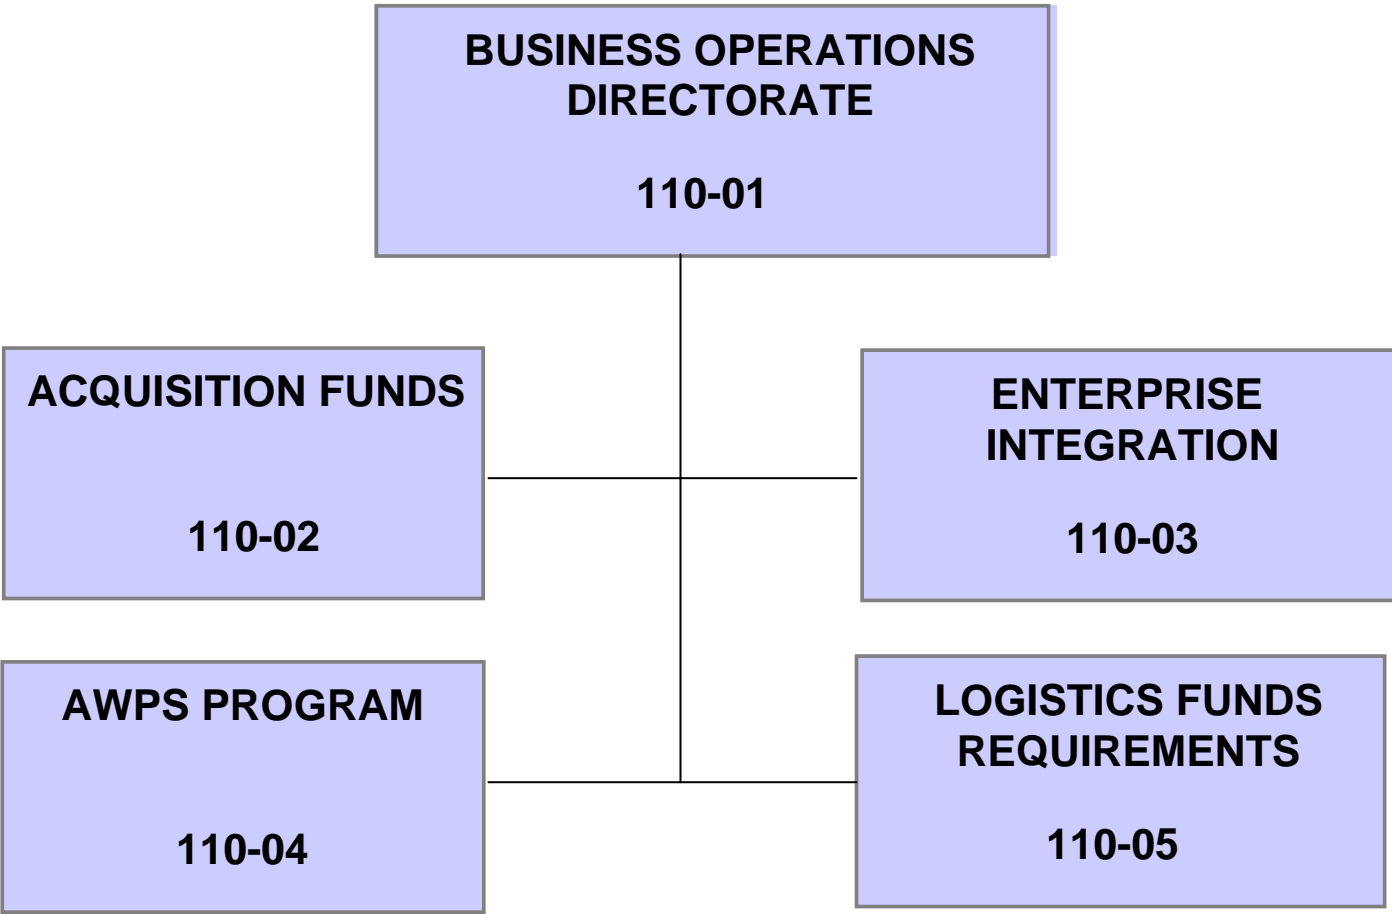 BUSINESS OPERATIONS
DIRECTORATE
110-01
ACQUISITION FUNDS
110-02
ENTERPRISE
INTEGRATION
110-03
AWPS PROGRAM
110-04
LOGISTICS FUNDS
REQUIREMENTS
110-05